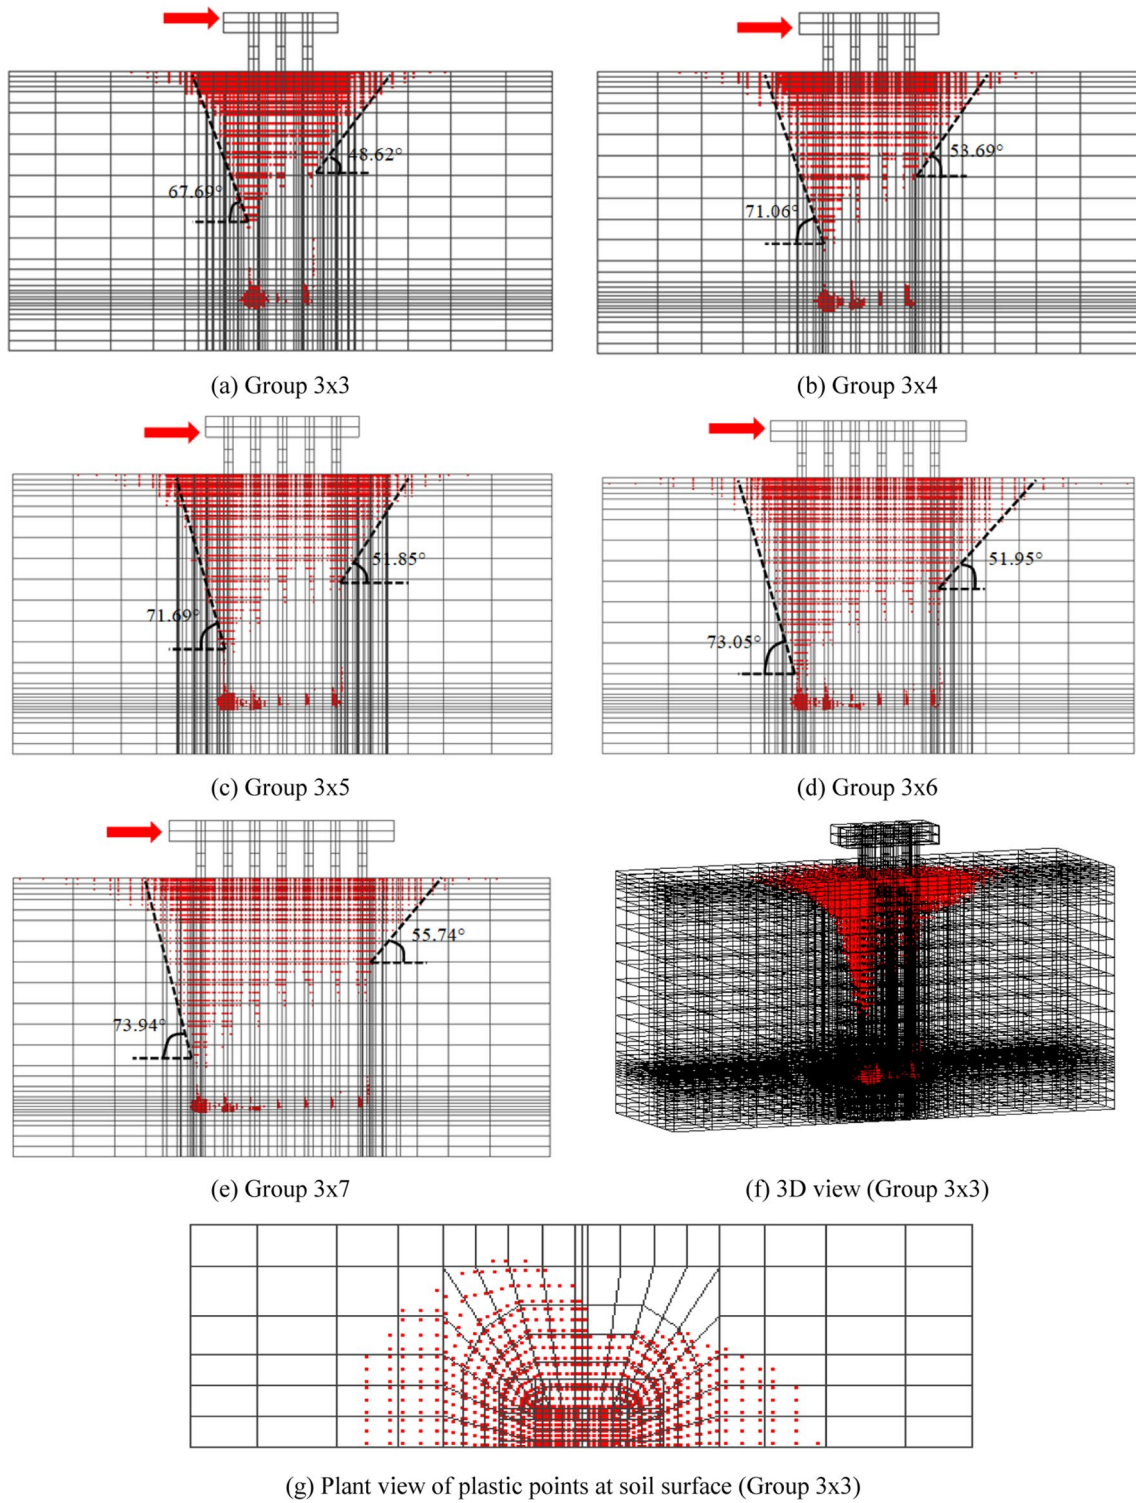 48.62°
67.69°
53.69°
71.06°
(a) Group 3x3
(b) Group 3x4
51.85°
71.69°
51.95°
73.05°
(c) Group 3x5
(d) Group 3x6
55.74°
73.94°
(e) Group 3x7
(f) 3D view (Group 3x3)
(g) Plant view of plastic points at soil surface (Group 3x3)